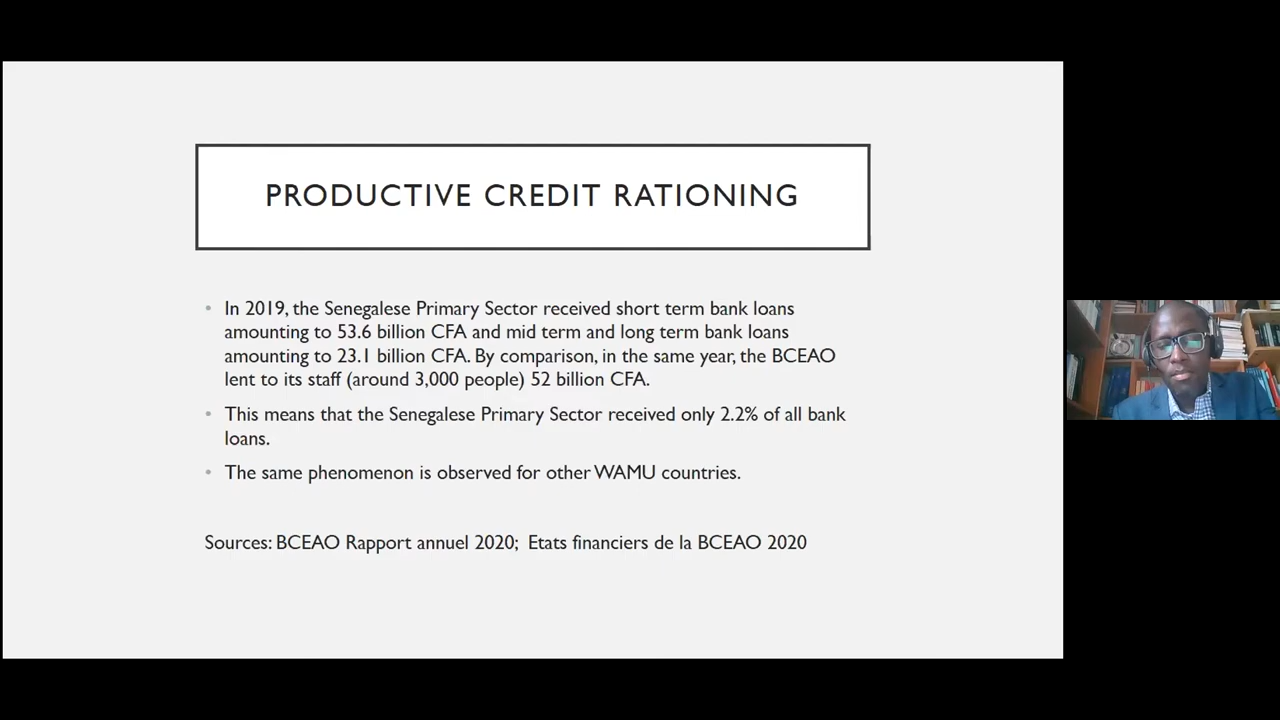 PRODUCTIVE CREDIT RATIONING
• In 2019, the Senegalese Primary Sector received short term bank loans
amounting to 53.6 billion CFA and mid term and long term bank loans
amounting to 23.1 billion CFA. By comparison, in the same year, the BCEAO
lent to its staff (around 3,000 people) 52 billion CFA.
• This means that the Senegalese Primary Sector received only 2.2% of all bank
loans.
• The same phenomenon is observed for other WAMU countries.
Sources: BCEAO Rapport annuel 2020; Etats financiers de la BCEAO 2020